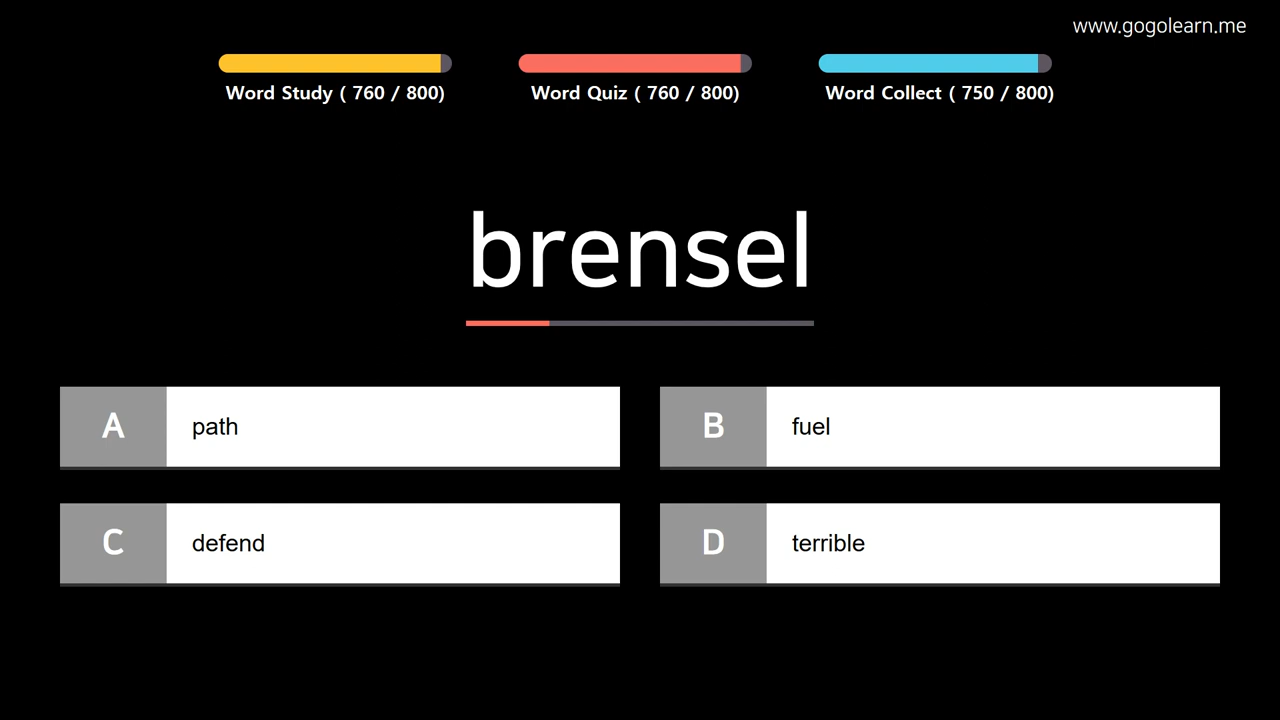 www.gogolearn.me
Word Study ( 760 / 800)
Word Quiz ( 760 / 800)
Word Collect ( 750 / 800)
brensel
A path
B fuel
C defend
D terrible